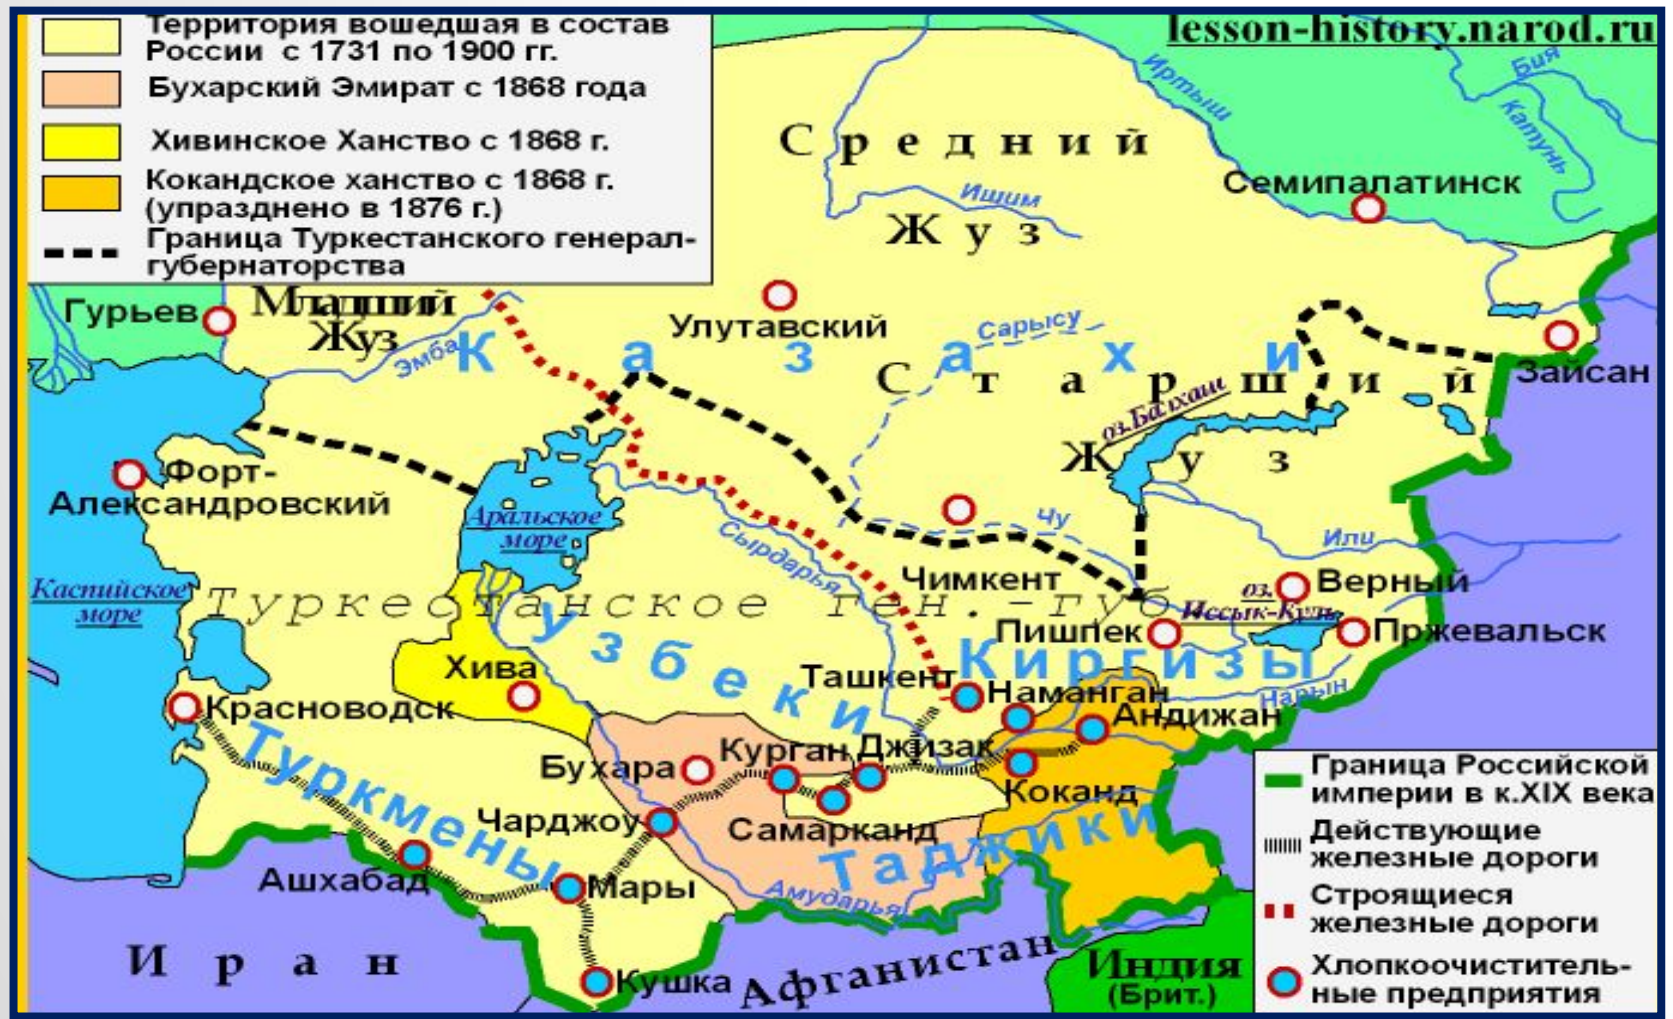 Территория вошедшая в состав
России с 1731 по 1900 гг.
Бухарский Эмират с 1868 года
Хивинское Ханство с 1868 г.
Кокандское ханство с 1868 г.
(упразднено в 1876 г.)
Граница Туркестанского генерал-
губернаторства
lesson-history.narod.ru
Бия
Катунь
Иртыш
Средний
Жуз
Ишим
Семипалатинск
Гурьев
Младший
Жуз
Эмба
Улутавский
Сарысу
Казахи
Старший
Жуз
Зайсан
оз.Балхаш
Форт-
Александровский
Аральское
море
Сырдарья
Чу
Или
Каспийское
море
Туркестанское ген.-губ.
Чимкент
Верный
оз.
Иссык-Куль
Пишпек
Пржевальск
Узбеки
Киргизы
Хива
Ташкент
Наманган
Нарын
Красноводск
Андижан
Туркмены
Бухара
Курган
Джизак
Коканд
Чарджоу
Самарканд
Таджики
Ашхабад
Мары
Амударья
Иран
Кушка
Афганистан
Индия
(Брит.)
Граница Российской
империи в к.XIX века
Действующие
железные дороги
Строящиеся
железные дороги
Хлопкоочиститель-
ные предприятия